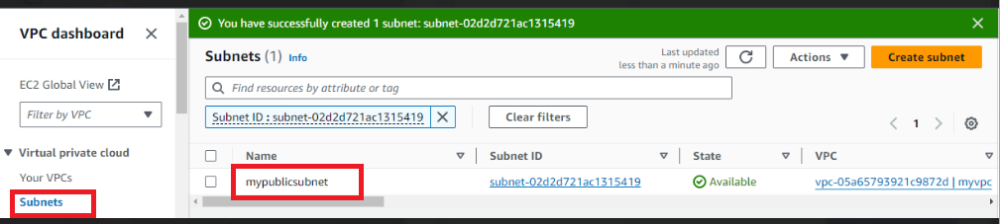 You have successfully created 1 subnet: subnet-02d2d721ac1315419
VPC dashboard
EC2 Global View
Filter by VPC
Virtual private cloud
Your VPCs
Subnets
Subnets (1) Info
Last updated
less than a minute ago
Actions
Create subnet
Find resources by attribute or tag
Subnet ID : subnet-02d2d721ac1315419
Clear filters
1
Name Subnet ID State VPC
mypublicsubnet subnet-02d2d721ac1315419 Available vpc-05a65793921c9872d | myvpc